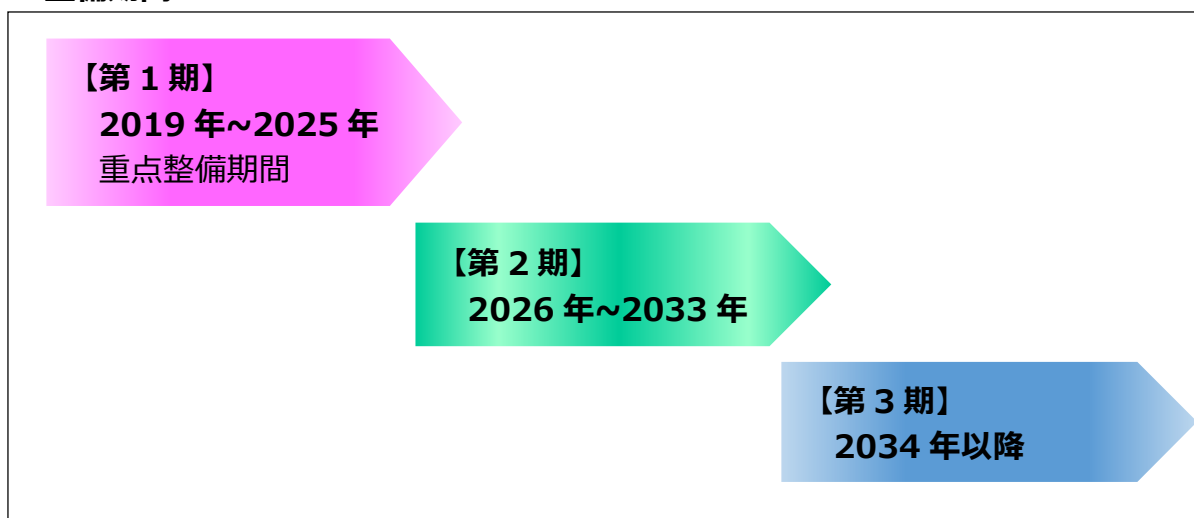 【第 1 期】
2019 年~2025 年
重点整備期間
【第 2 期】
2026 年~2033 年
【第 3 期】
2034 年以降